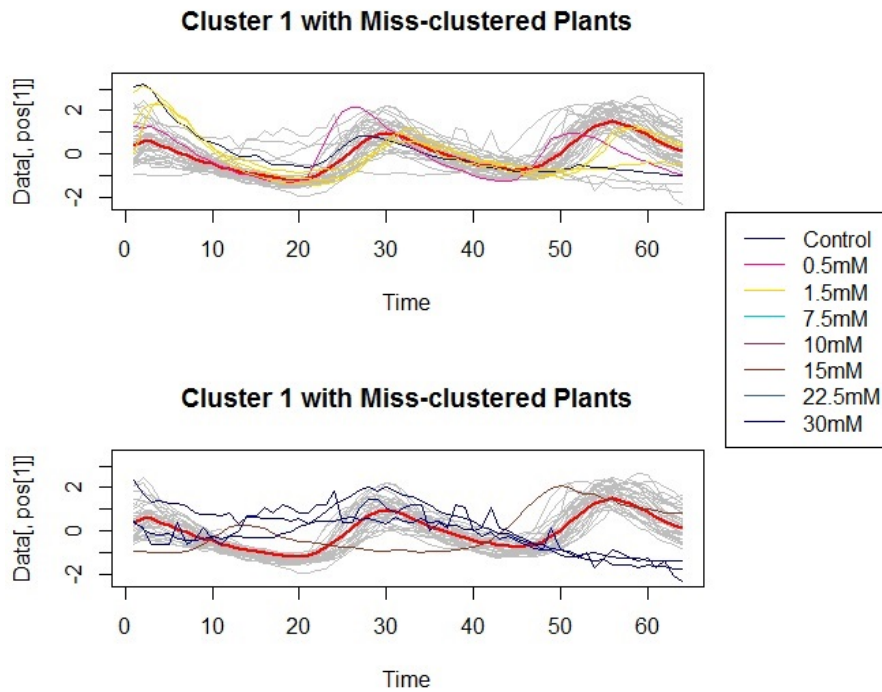 Cluster 1 with Miss-clustered Plants
Data[, pos[1]]
2
0
-2
0 10 20 30 40 50 60
Time
Control
0.5mM
1.5mM
7.5mM
10mM
15mM
22.5mM
30mM
Cluster 1 with Miss-clustered Plants
Data[, pos[1]]
2
0
-2
0 10 20 30 40 50 60
Time